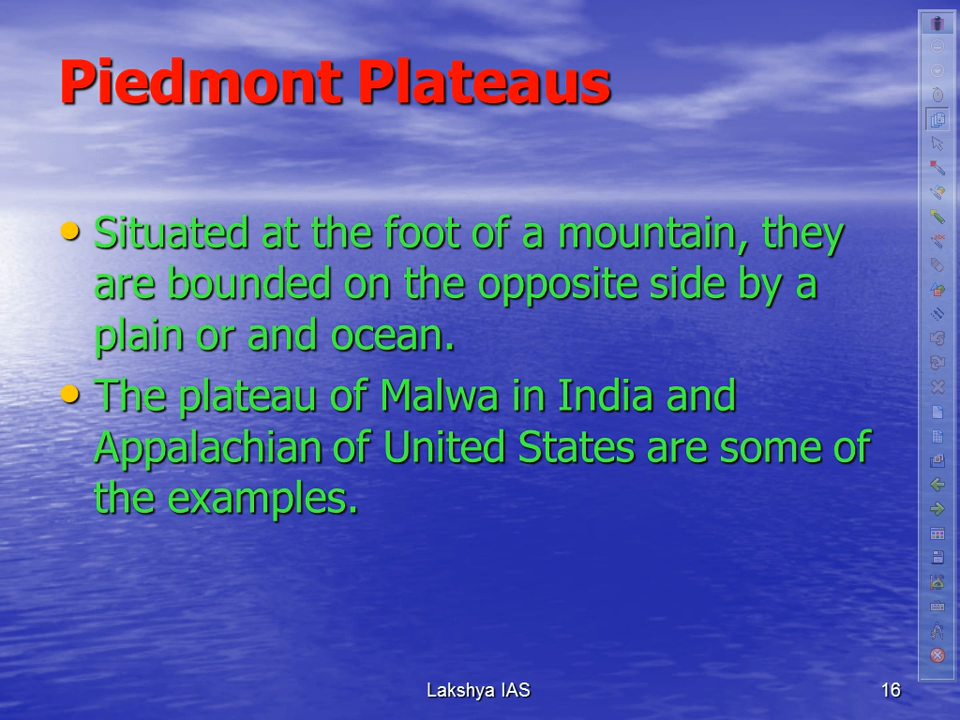 Piedmont Plateaus
• Situated at the foot of a mountain, they
are bounded on the opposite side by a
plain or and ocean.
• The plateau of Malwa in India and
Appalachian of United States are some of
the examples.
Lakshya IAS
16